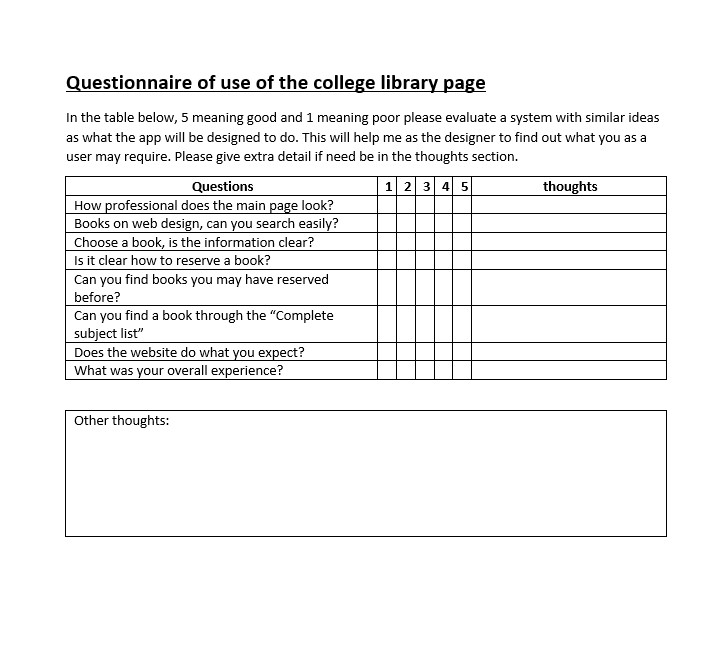 Questionnaire of use of the college library page
In the table below, 5 meaning good and 1 meaning poor please evaluate a system with similar ideas
as what the app will be designed to do. This will help me as the designer to find out what you as a
user may require. Please give extra detail if need be in the thoughts section.
Questions 1 2 3 4 5 thoughts
How professional does the main page look?
Books on web design, can you search easily?
Choose a book, is the information clear?
Is it clear how to reserve a book?
Can you find books you may have reserved
before?
Can you find a book through the “Complete
subject list”
Does the website do what you expect?
What was your overall experience?
Other thoughts: